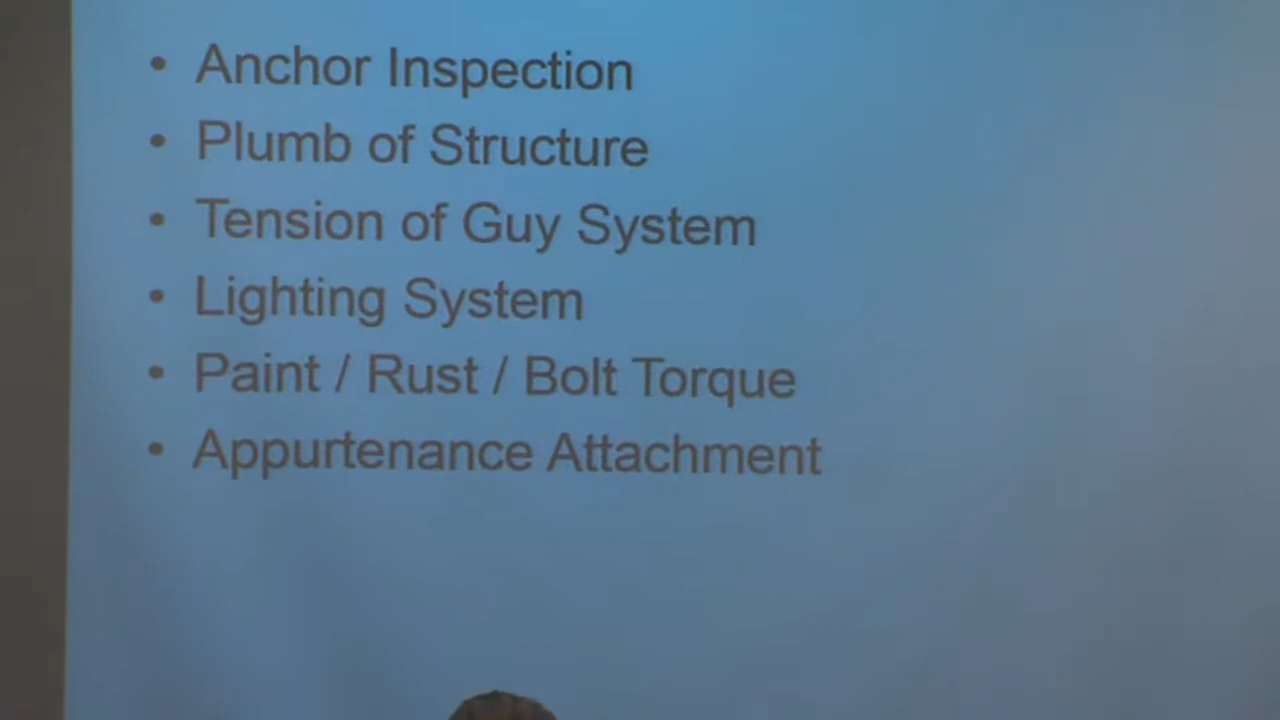 • Anchor Inspection
• Plumb of Structure
• Tension of Guy System
• Lighting System
• Paint / Rust / Bolt Torque
• Appurtenance Attachment